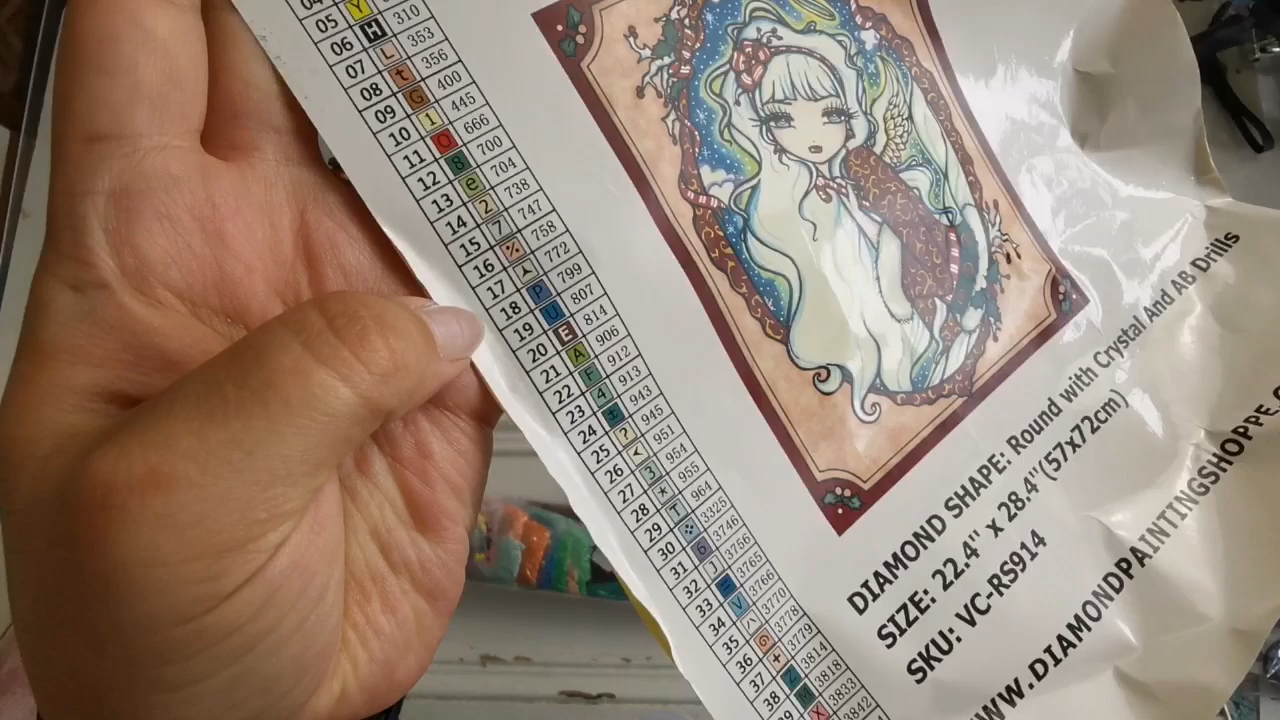 04
05 Y
06 H 310
07 L 353
08 t 356
09 G 400
10 1 445
11 O 666
12 8 700
13 e 704
14 2 738
15 7 747
16 % 758
17 ⅄ 772
18 P 799
19 U 807
20 E 814
21 A 906
22 F 912
23 4 913
24 ± 943
25 ? 945
26 < 951
27 3 954
28 * 955
29 T 964
30 ❖ 3325
31 6 3746
32 J 3756
33 = 3765
34 V 3766
35 ^ 3770
36 3778
37 + 3779
38 Z 3814
39 M 3818
X 3833
3842
DIAMOND SHAPE: Round with Crystal And AB Drills
SIZE: 22.4" x 28.4"(57x72cm)
SKU: VC-RS914
WWW.DIAMONDPAINTINGSHOPPE.C